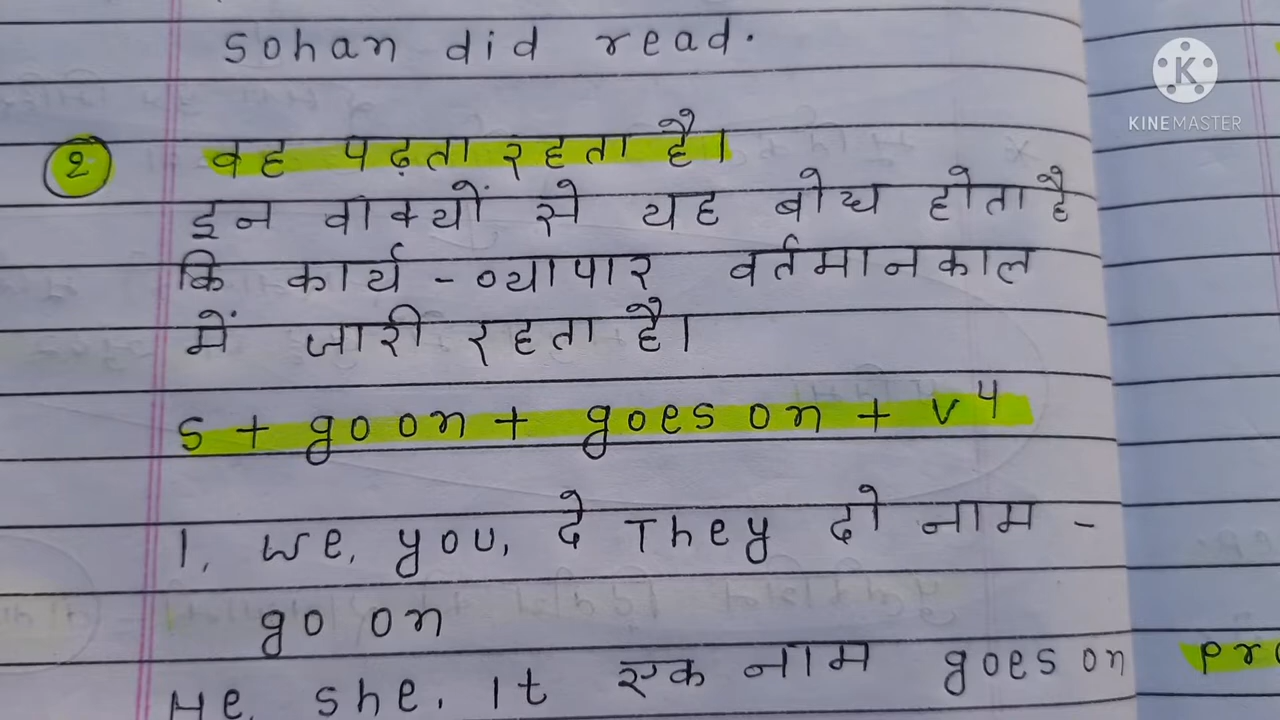 Sohan did read.
KINEMASTER
२ वह पढ़ता रहता है।
इन वाक्यों से यह बोध होता है
कि कार्य - व्यापार वर्तमानकाल
में जारी रहता है।
S + go on + goes on + v4
I, we, you, दे They दो नाम -
go on
He, she, It एक नाम goes on